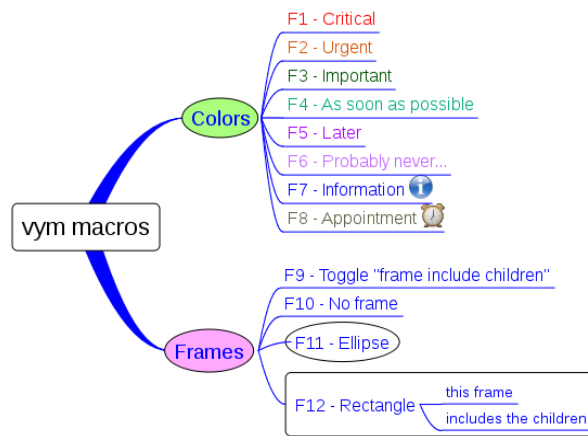 vym macros
Colors
F1 - Critical
F2 - Urgent
F3 - Important
F4 - As soon as possible
F5 - Later
F6 - Probably never...
F7 - Information
F8 - Appointment
Frames
F9 - Toggle "frame include children"
F10 - No frame
F11 - Ellipse
F12 - Rectangle
this frame
includes the children